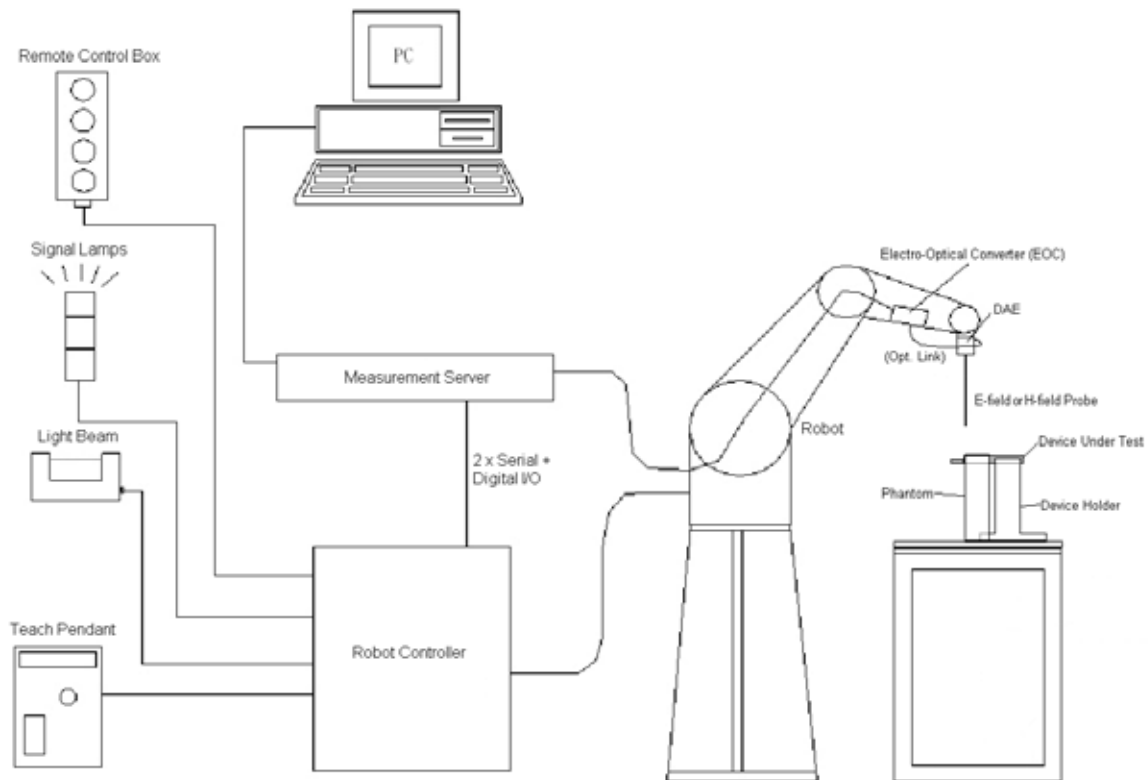 Remote Control Box
PC
Signal Lamps
Electro-Optical Converter (EOC)
DAE
(Opt. Link)
Measurement Server
E-field or H-field Probe
Robot
Light Beam
2 x Serial +
Digital I/O
Device Under Test
Phantom
Device Holder
Teach Pendant
Robot Controller